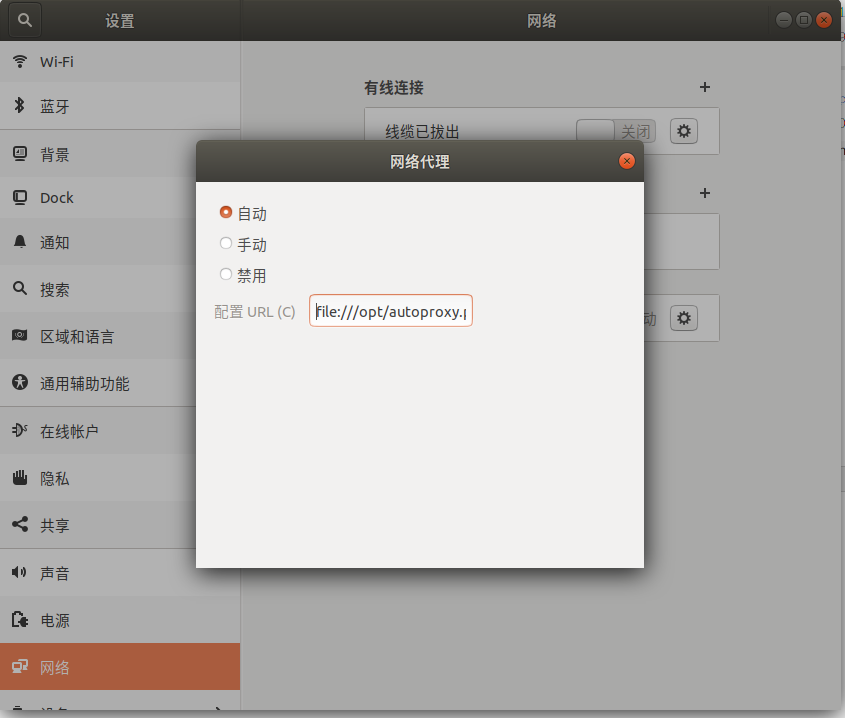 设置
网络
Wi-Fi
蓝牙
背景
Dock
通知
搜索
区域和语言
通用辅助功能
在线帐户
隐私
共享
声音
电源
网络
有线连接
线缆已拔出
关闭
网络代理
自动
手动
禁用
配置 URL (C)
file:///opt/autoproxy.p
动